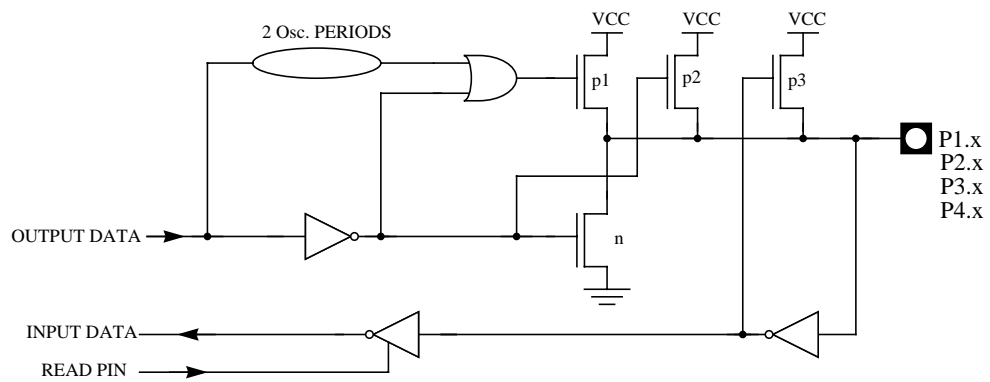 2 Osc. PERIODS
VCC
VCC
VCC
p1
p2
p3
P1.x
P2.x
P3.x
P4.x
OUTPUT DATA
n
INPUT DATA
READ PIN